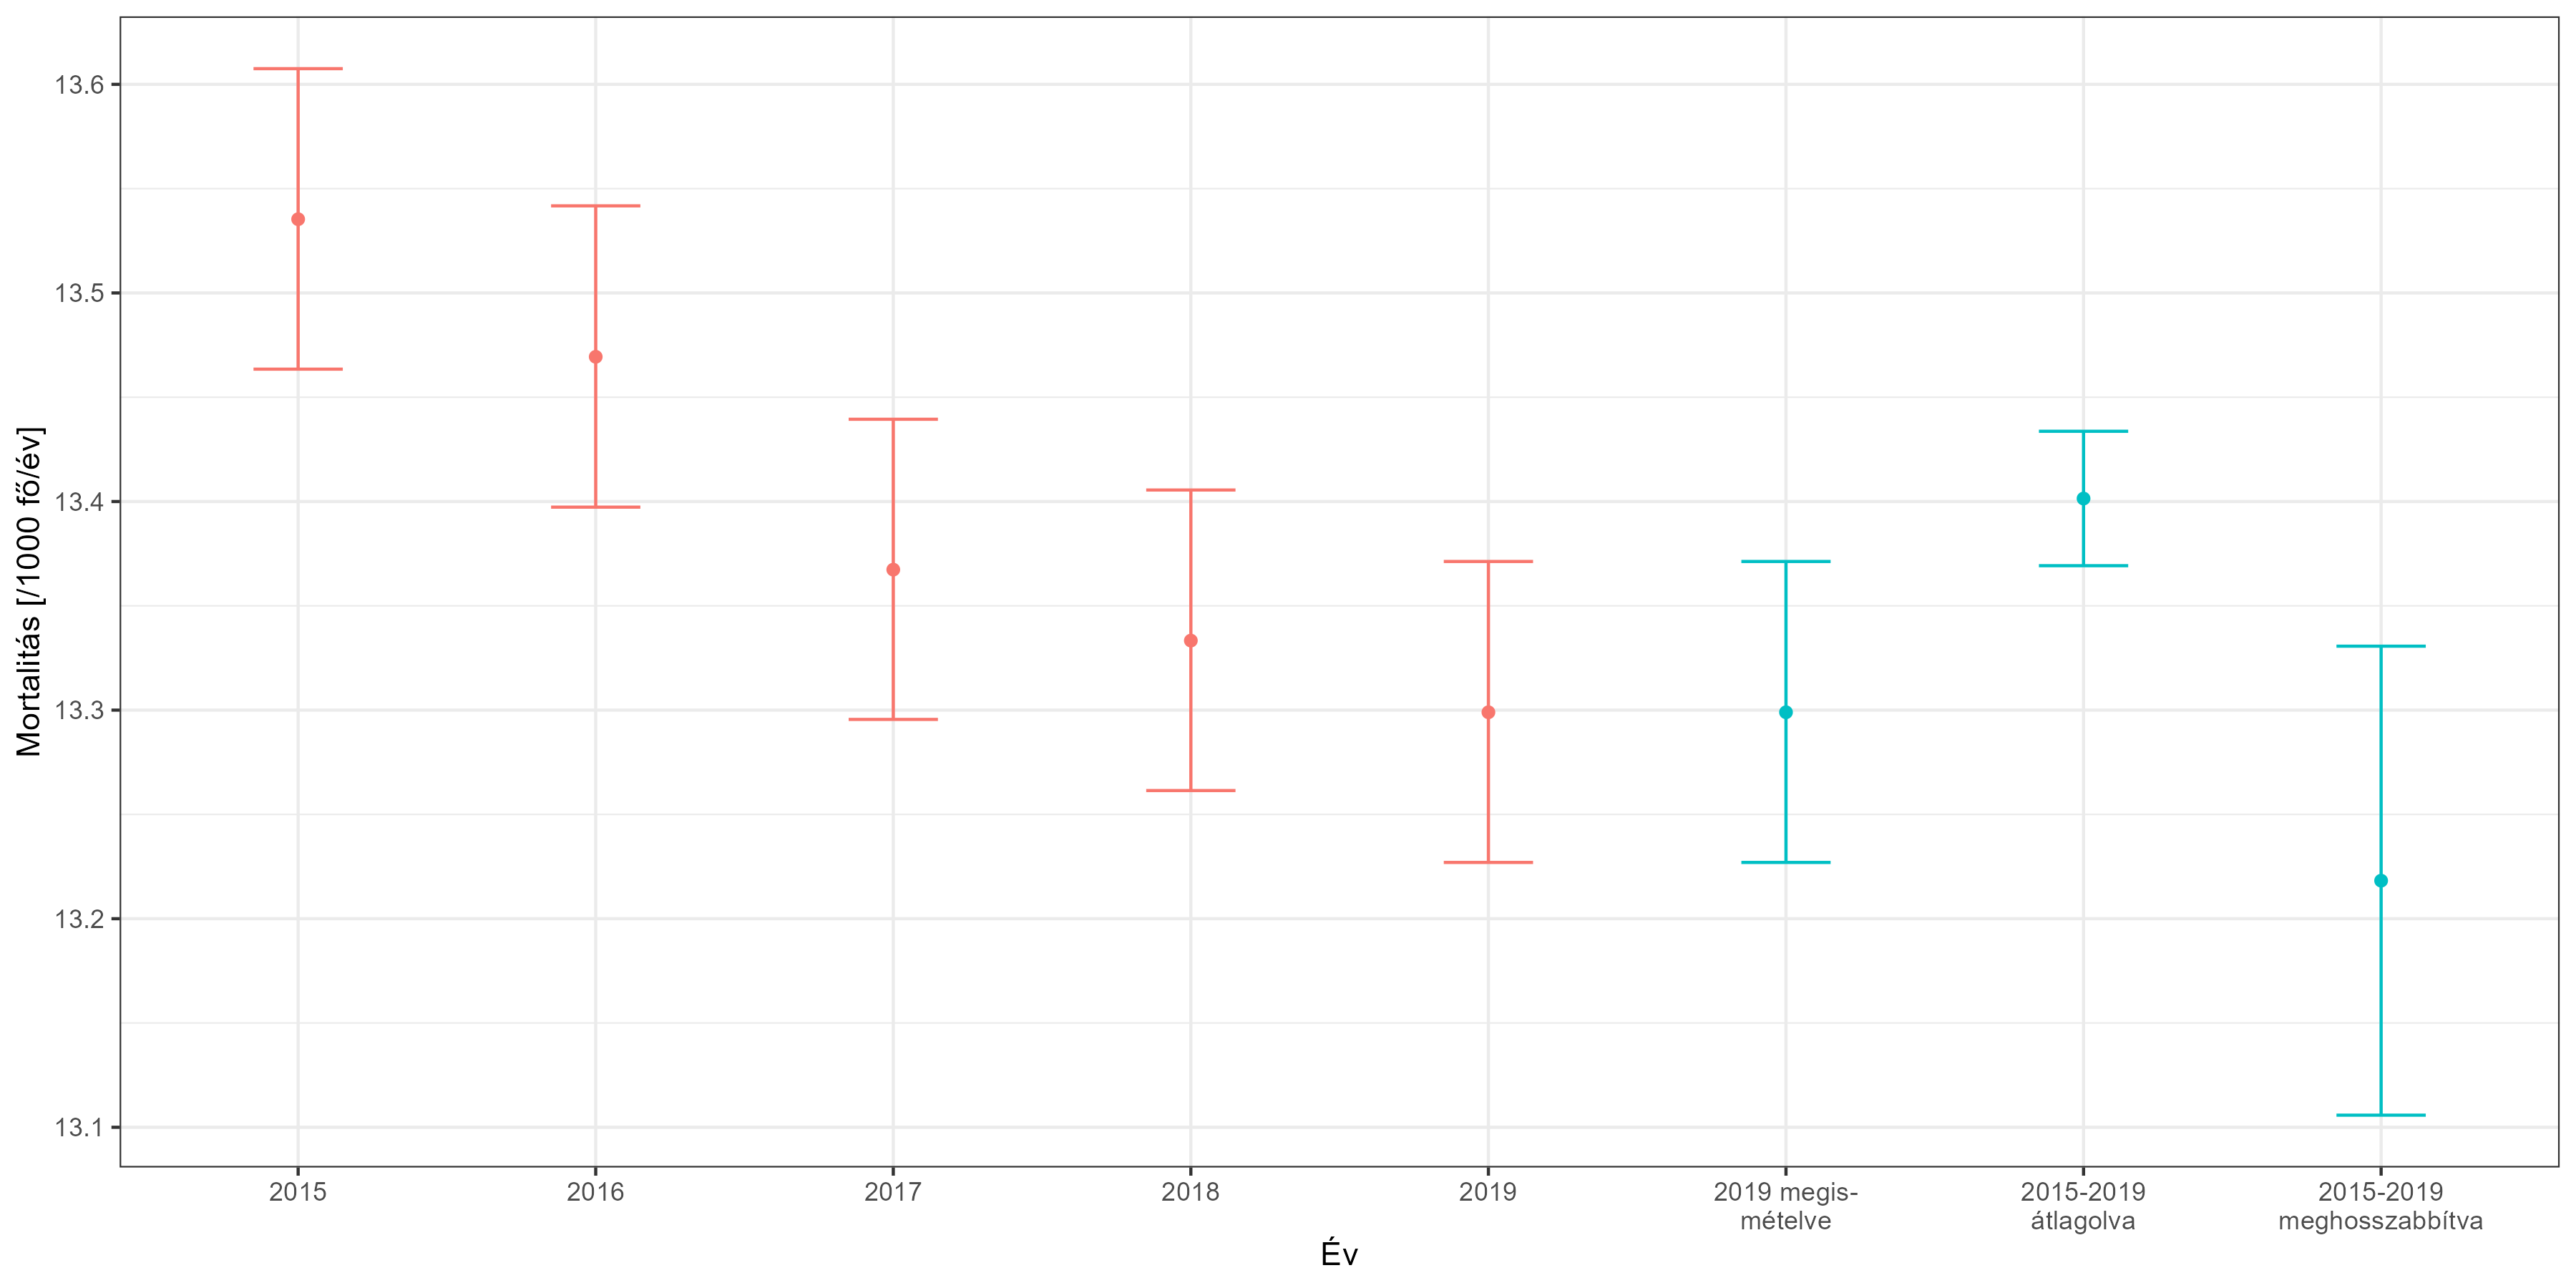 Mortalitás [/1000 fő/év]
13.6
13.5
13.4
13.3
13.2
13.1
2015
2016
2017
2018
2019
2019 megis-
mételve
2015-2019
átlagolva
2015-2019
meghosszabbítva
Év